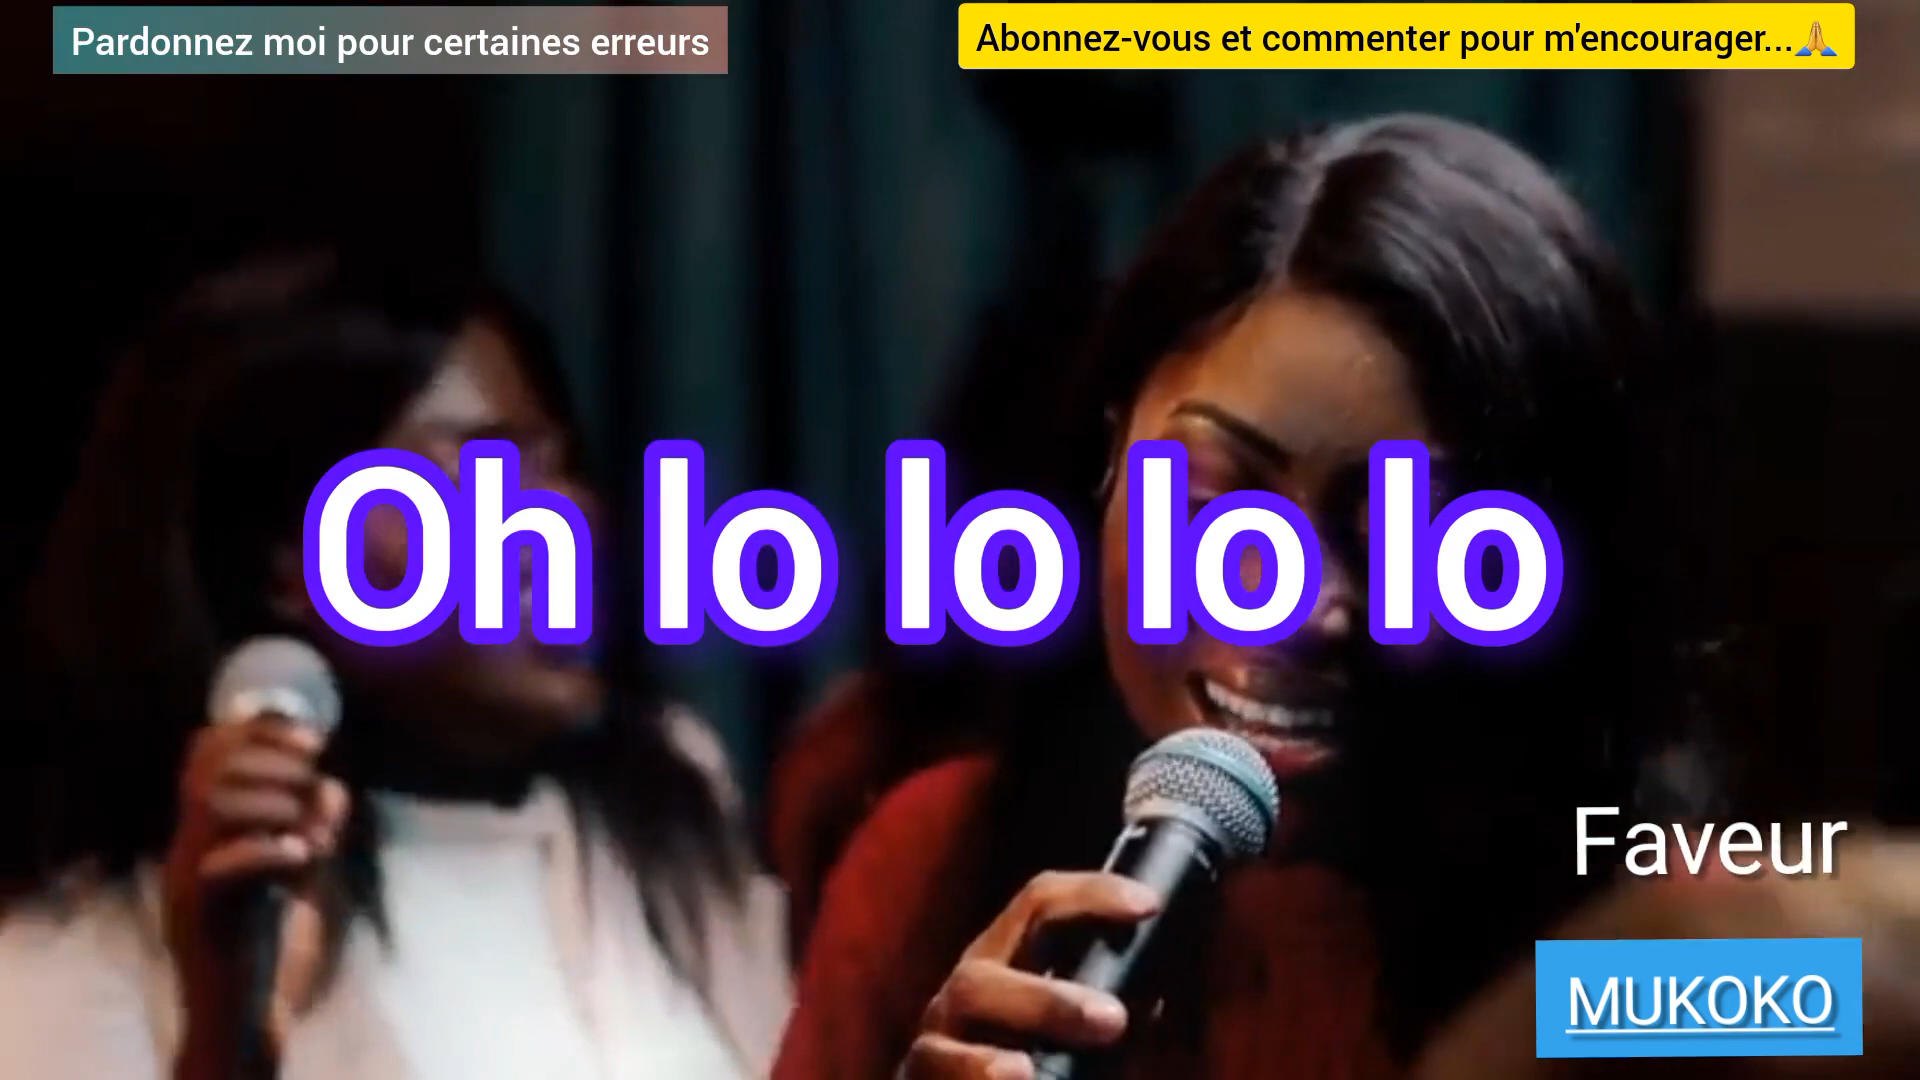 Pardonnez moi pour certaines erreurs
Abonnez-vous et commenter pour m'encourager...🙏
Oh lo lo lo lo
Faveur
MUKOKO